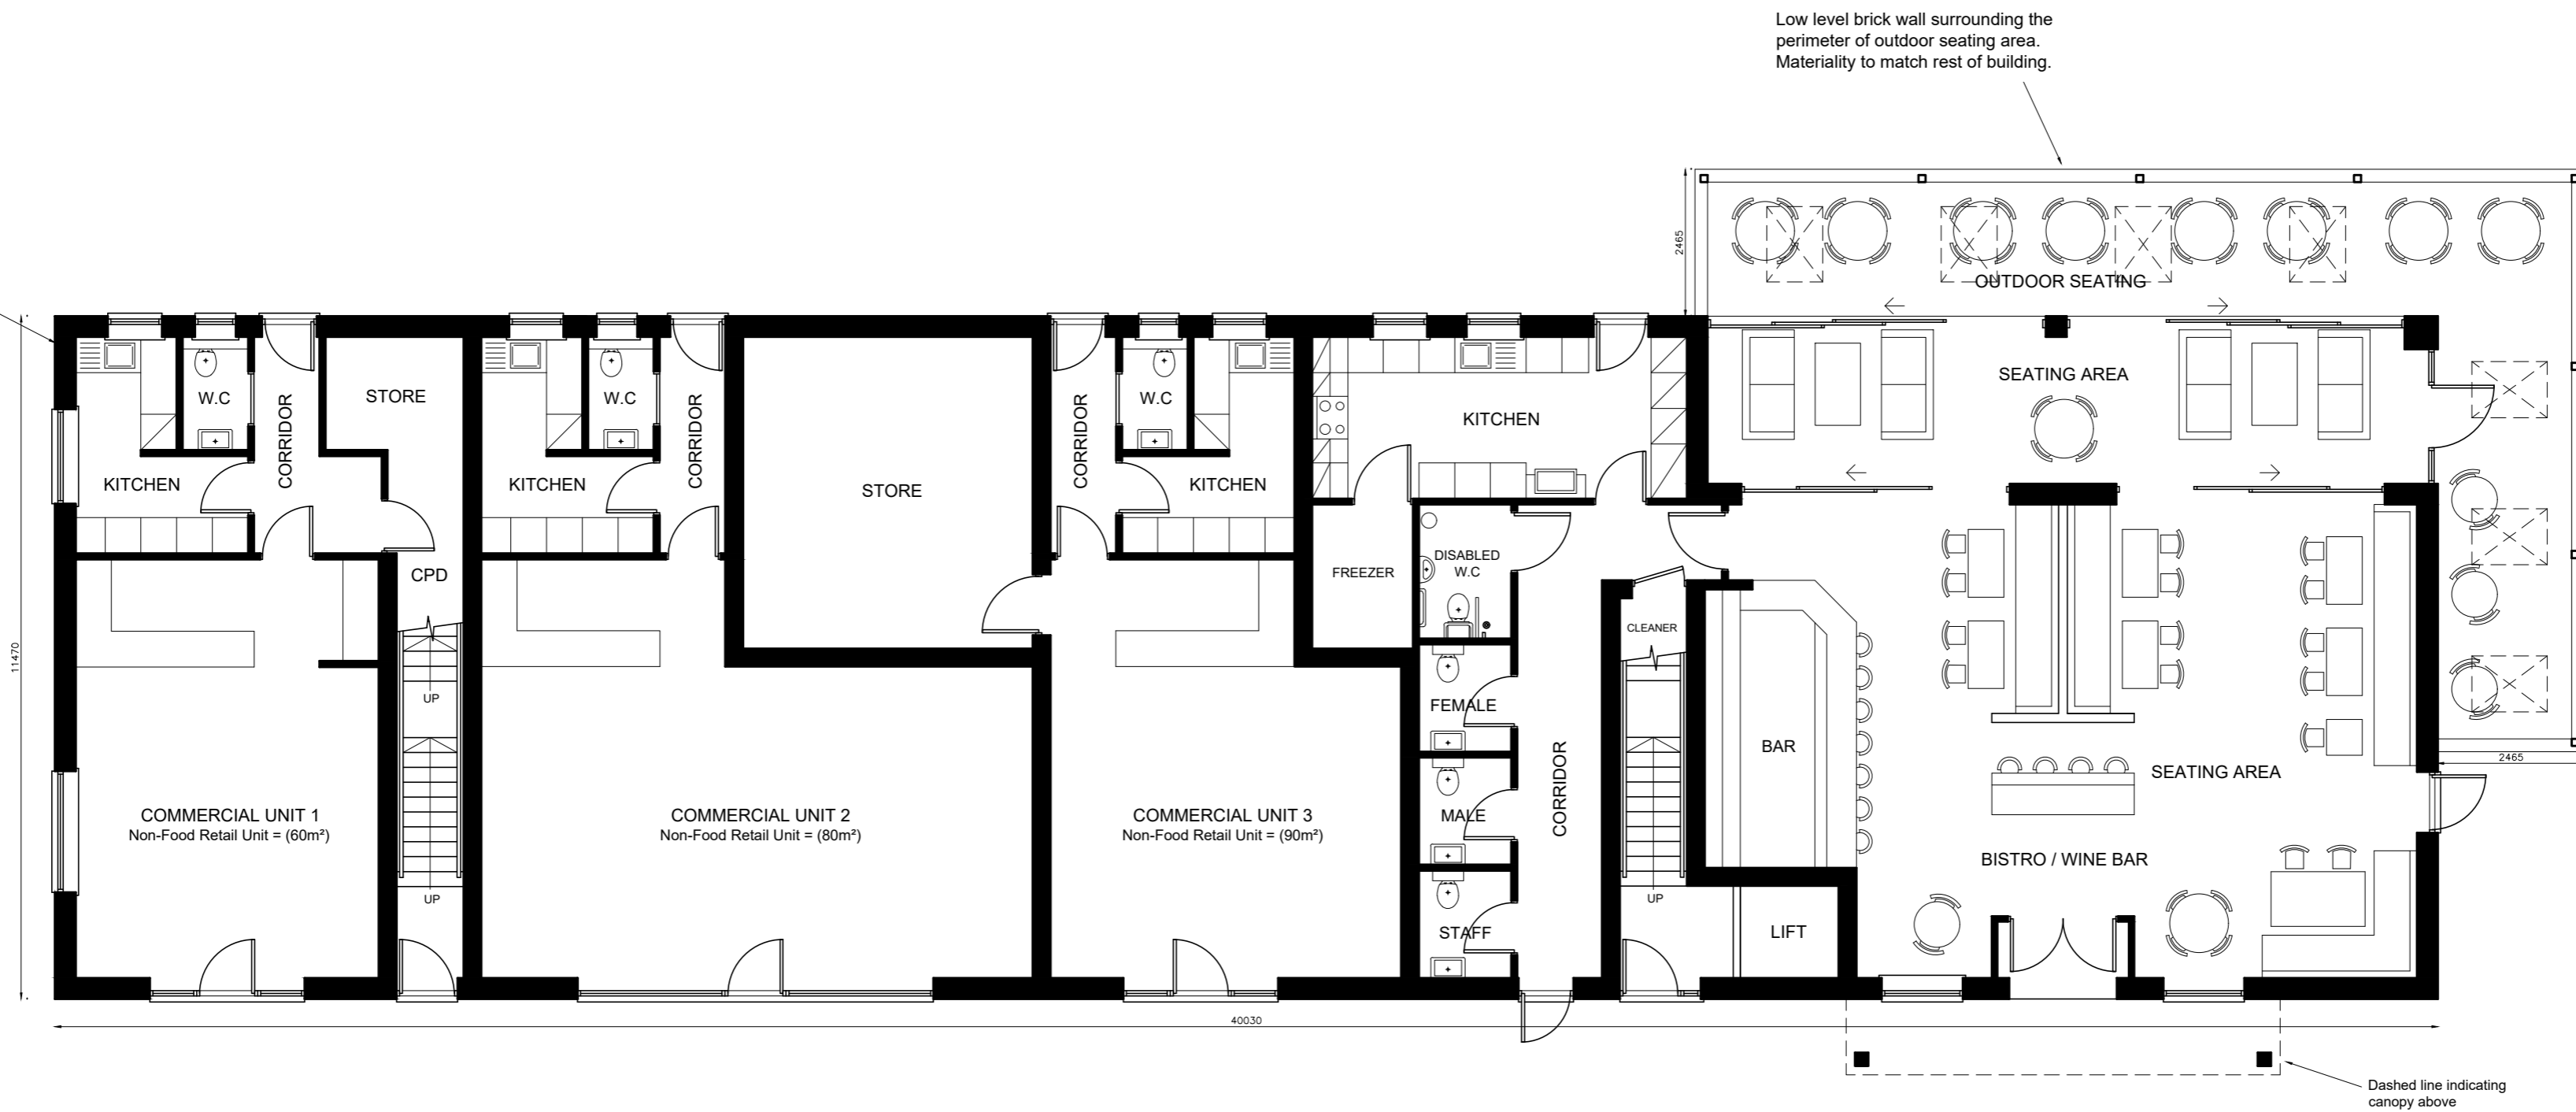 Low level brick wall surrounding the
perimeter of outdoor seating area.
Materiality to match rest of building.
2465
OUTDOOR SEATING
SEATING AREA
W.C
CORRIDOR
STORE
KITCHEN
CPD
UP
UP
COMMERCIAL UNIT 1
Non-Food Retail Unit = (60m²)
11470
W.C
CORRIDOR
KITCHEN
STORE
COMMERCIAL UNIT 2
Non-Food Retail Unit = (80m²)
CORRIDOR
W.C
KITCHEN
COMMERCIAL UNIT 3
Non-Food Retail Unit = (90m²)
KITCHEN
FREEZER
DISABLED
W.C
FEMALE
MALE
STAFF
CORRIDOR
CLEANER
UP
LIFT
BAR
SEATING AREA
BISTRO / WINE BAR
2465
40030
Dashed line indicating
canopy above